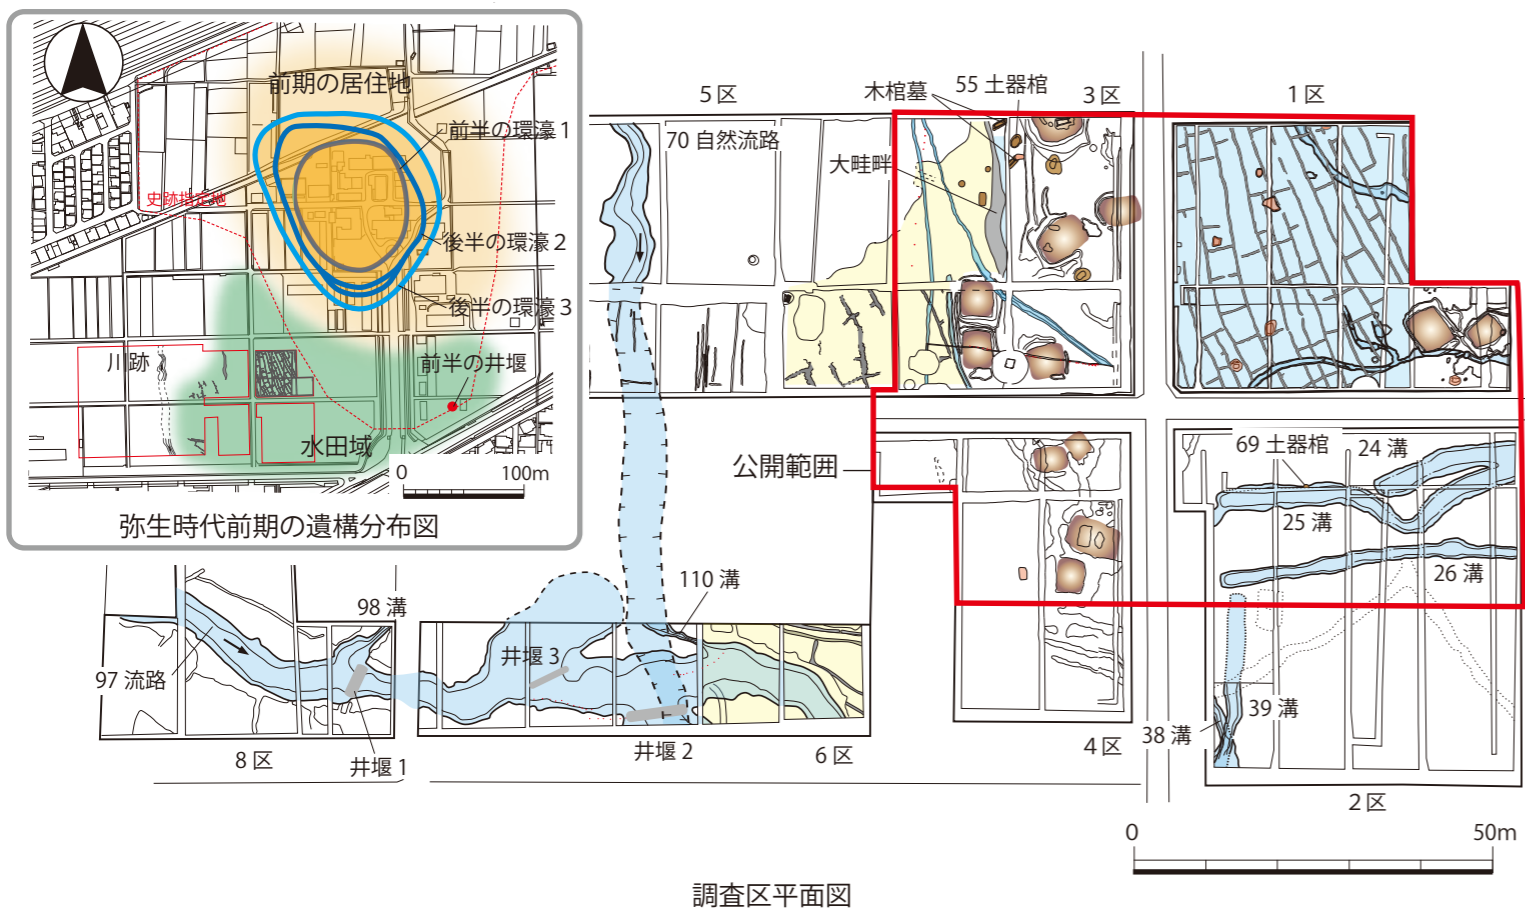 前期の居住地
前半の環濠1
史跡指定地
後半の環濠2
後半の環濠3
川跡
前半の井堰
水田域
0
100m
弥生時代前期の遺構分布図
5区
木棺墓
55 土器棺
3区
1区
70 自然流路
大畦畔
公開範囲
69 土器棺
24 溝
25 溝
26 溝
110 溝
98 溝
97 流路
井堰 3
井堰 2
井堰 1
8区
6区
4区
38 溝
39 溝
2区
0
50m
調査区平面図